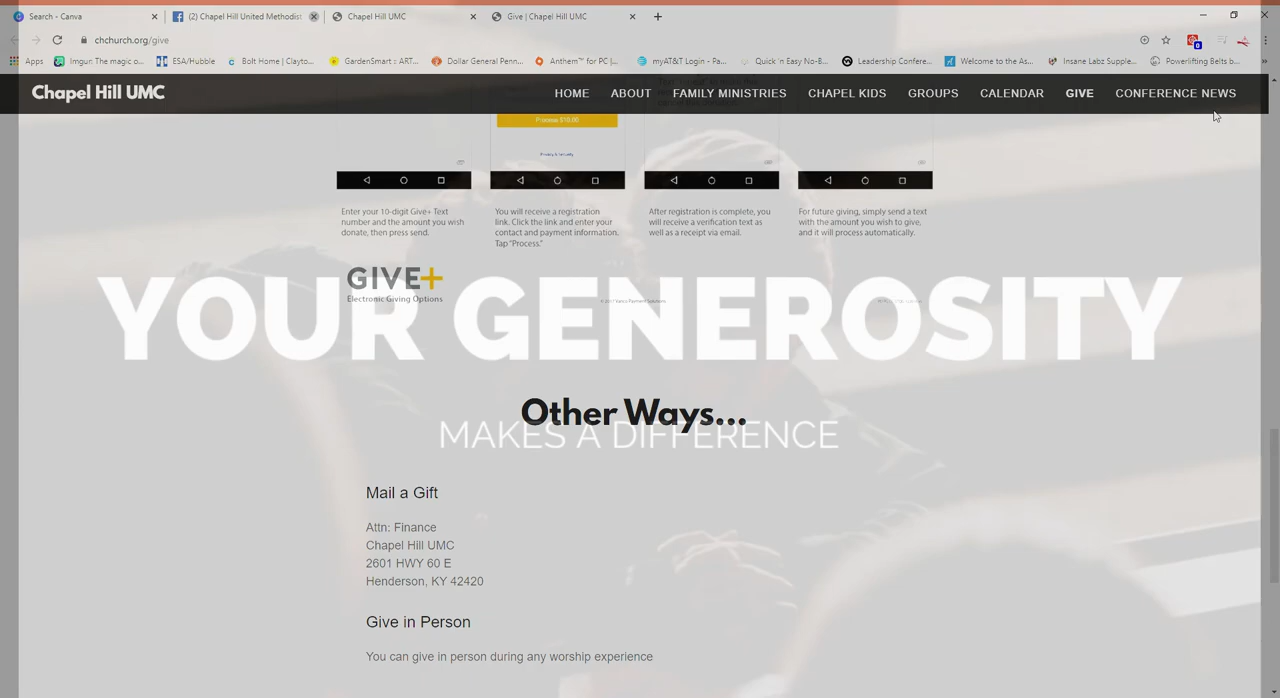 Search - Canva
(2) Chapel Hill United Methodist
Chapel Hill UMC
Give | Chapel Hill UMC
chchurch.org/give
0
Apps
Imgur: The magic o...
ESA/Hubble
Bolt Home | Clayto...
GardenSmart : ART...
Dollar General Penn...
Anthem™ for PC |...
myAT&T Login - Pa...
Quick 'n Easy No-B...
Leadership Confere...
Welcome to the As...
Insane Labz Supple...
Powerlifting Belts b...
Chapel Hill UMC
HOME
ABOUT
FAMILY MINISTRIES
CHAPEL KIDS
GROUPS
CALENDAR
GIVE
CONFERENCE NEWS
Process $10.00
Privacy & Security
Enter your 10-digit Give+ Text
number and the amount you wish
donate, then press send.
You will receive a registration
link. Click the link and enter your
contact and payment information.
Tap "Process."
After registration is complete, you
will receive a verification text as
well as a receipt via email.
For future giving, simply send a text
with the amount you wish to give,
and it will process automatically.
GIVE+
Electronic Giving Options
YOUR GENEROSITY
Other Ways...
MAKES A DIFFERENCE
Mail a Gift
Attn: Finance
Chapel Hill UMC
2601 HWY 60 E
Henderson, KY 42420
Give in Person
You can give in person during any worship experience